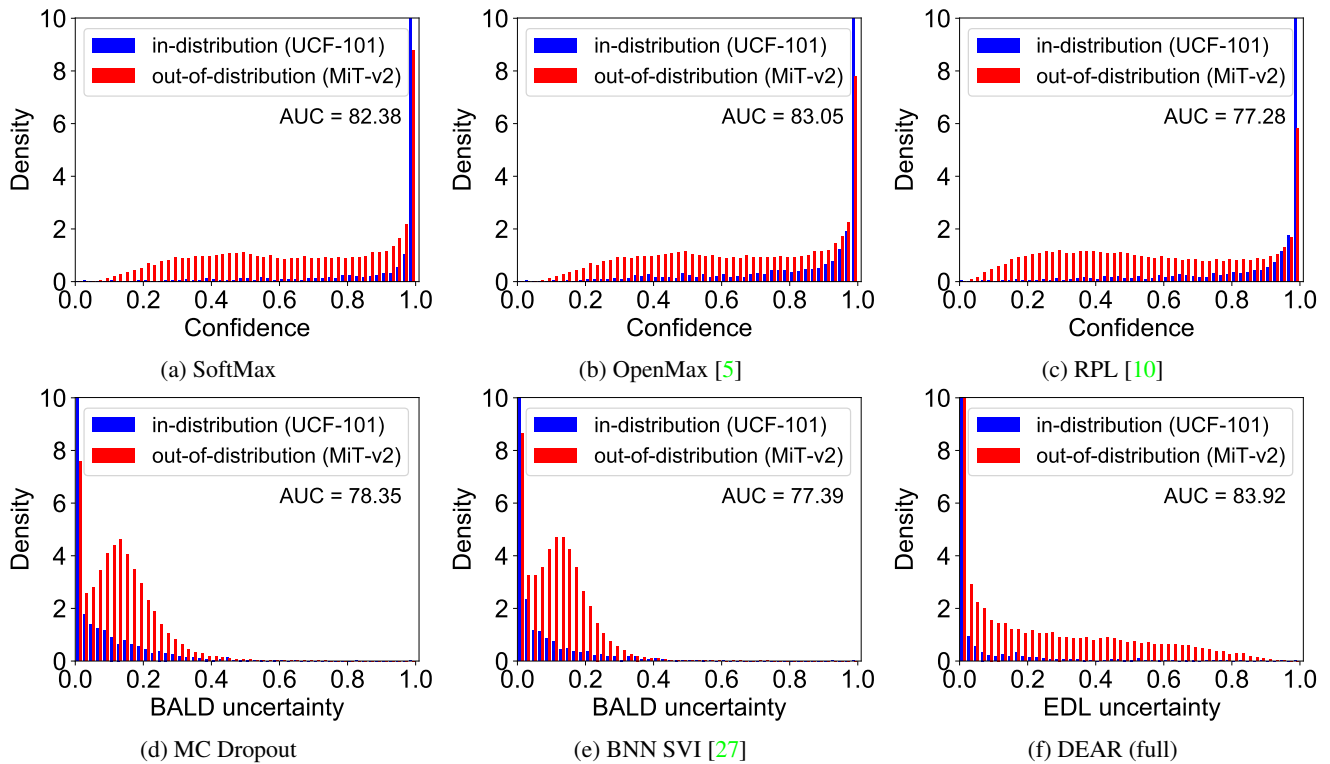 10
8
6
4
2
0
Density
in-distribution (UCF-101)
out-of-distribution (MiT-v2)
AUC = 82.38
0.0 0.2 0.4 0.6 0.8 1.0
Confidence
(a) SoftMax
10
8
6
4
2
0
Density
in-distribution (UCF-101)
out-of-distribution (MiT-v2)
AUC = 83.05
0.0 0.2 0.4 0.6 0.8 1.0
Confidence
(b) OpenMax [5]
10
8
6
4
2
0
Density
in-distribution (UCF-101)
out-of-distribution (MiT-v2)
AUC = 77.28
0.0 0.2 0.4 0.6 0.8 1.0
Confidence
(c) RPL [10]
10
8
6
4
2
0
Density
in-distribution (UCF-101)
out-of-distribution (MiT-v2)
AUC = 78.35
0.0 0.2 0.4 0.6 0.8 1.0
BALD uncertainty
(d) MC Dropout
10
8
6
4
2
0
Density
in-distribution (UCF-101)
out-of-distribution (MiT-v2)
AUC = 77.39
0.0 0.2 0.4 0.6 0.8 1.0
BALD uncertainty
(e) BNN SVI [27]
10
8
6
4
2
0
Density
in-distribution (UCF-101)
out-of-distribution (MiT-v2)
AUC = 83.92
0.0 0.2 0.4 0.6 0.8 1.0
EDL uncertainty
(f) DEAR (full)